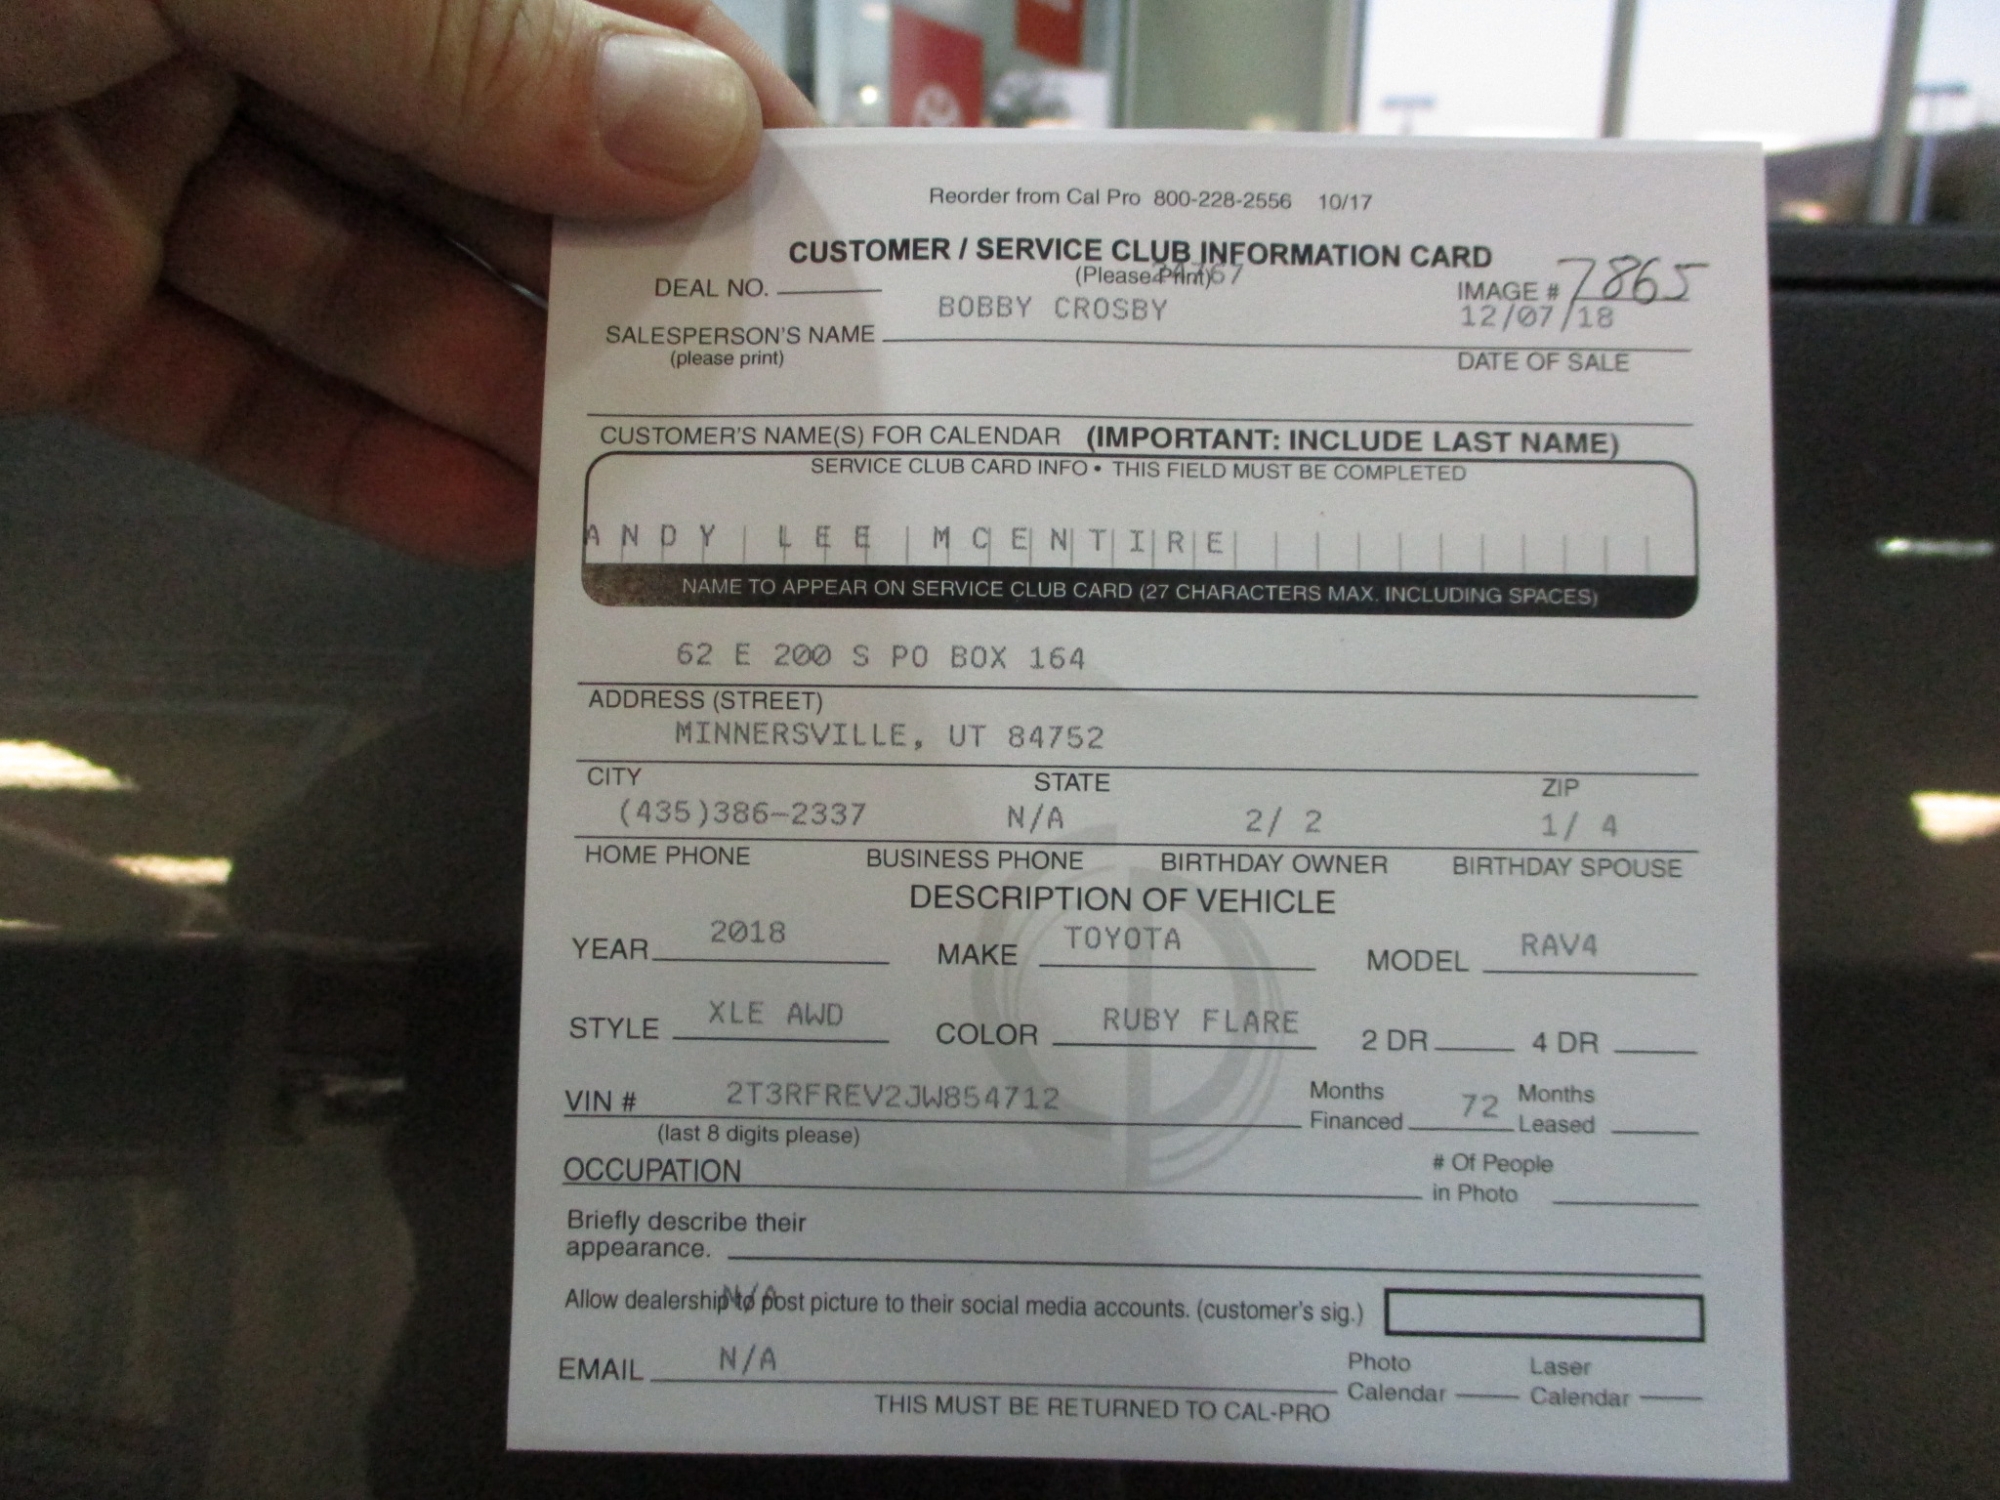 Reorder from Cal Pro 800-228-2556 10/17
CUSTOMER / SERVICE CLUB INFORMATION CARD
(Please Print)
DEAL NO. IMAGE # 7865
BOBBY CROSBY 12/07/18
SALESPERSON'S NAME
(please print) DATE OF SALE
CUSTOMER'S NAME(S) FOR CALENDAR (IMPORTANT: INCLUDE LAST NAME)
SERVICE CLUB CARD INFO • THIS FIELD MUST BE COMPLETED
ANDY LEE MCENTIRE
NAME TO APPEAR ON SERVICE CLUB CARD (27 CHARACTERS MAX. INCLUDING SPACES)
62 E 200 S PO BOX 164
ADDRESS (STREET)
MINNERSVILLE, UT 84752
CITY STATE ZIP
(435)386-2337 N/A 2/ 2 1/ 4
HOME PHONE BUSINESS PHONE BIRTHDAY OWNER BIRTHDAY SPOUSE
DESCRIPTION OF VEHICLE
YEAR 2018 MAKE TOYOTA MODEL RAV4
STYLE XLE AWD COLOR RUBY FLARE 2 DR 4 DR
VIN # 2T3RFREV2JW854712 Months Financed 72 Months Leased
(last 8 digits please)
OCCUPATION # Of People in Photo
Briefly describe their
appearance.
N/A
Allow dealership to post picture to their social media accounts. (customer's sig.)
EMAIL N/A Photo Calendar Laser Calendar
THIS MUST BE RETURNED TO CAL-PRO